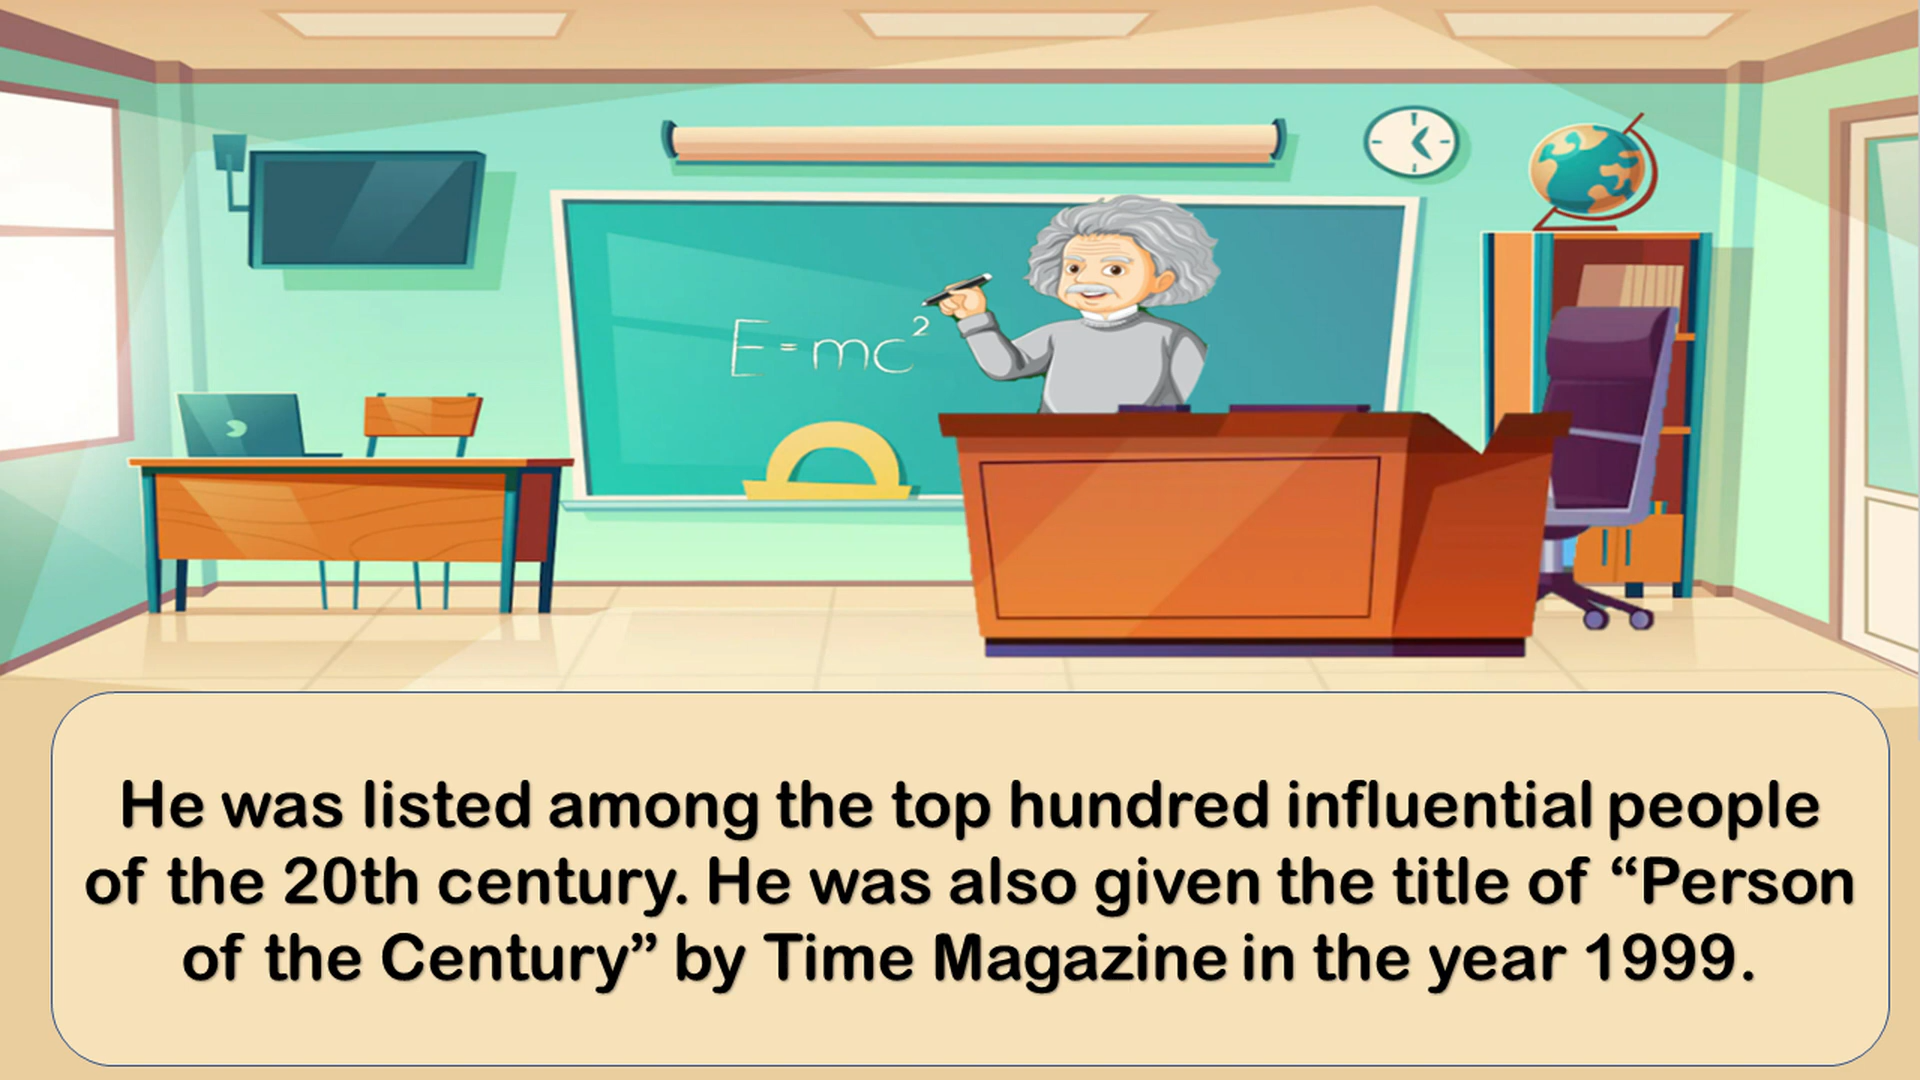 E=mc²
He was listed among the top hundred influential people
of the 20th century. He was also given the title of “Person
of the Century” by Time Magazine in the year 1999.